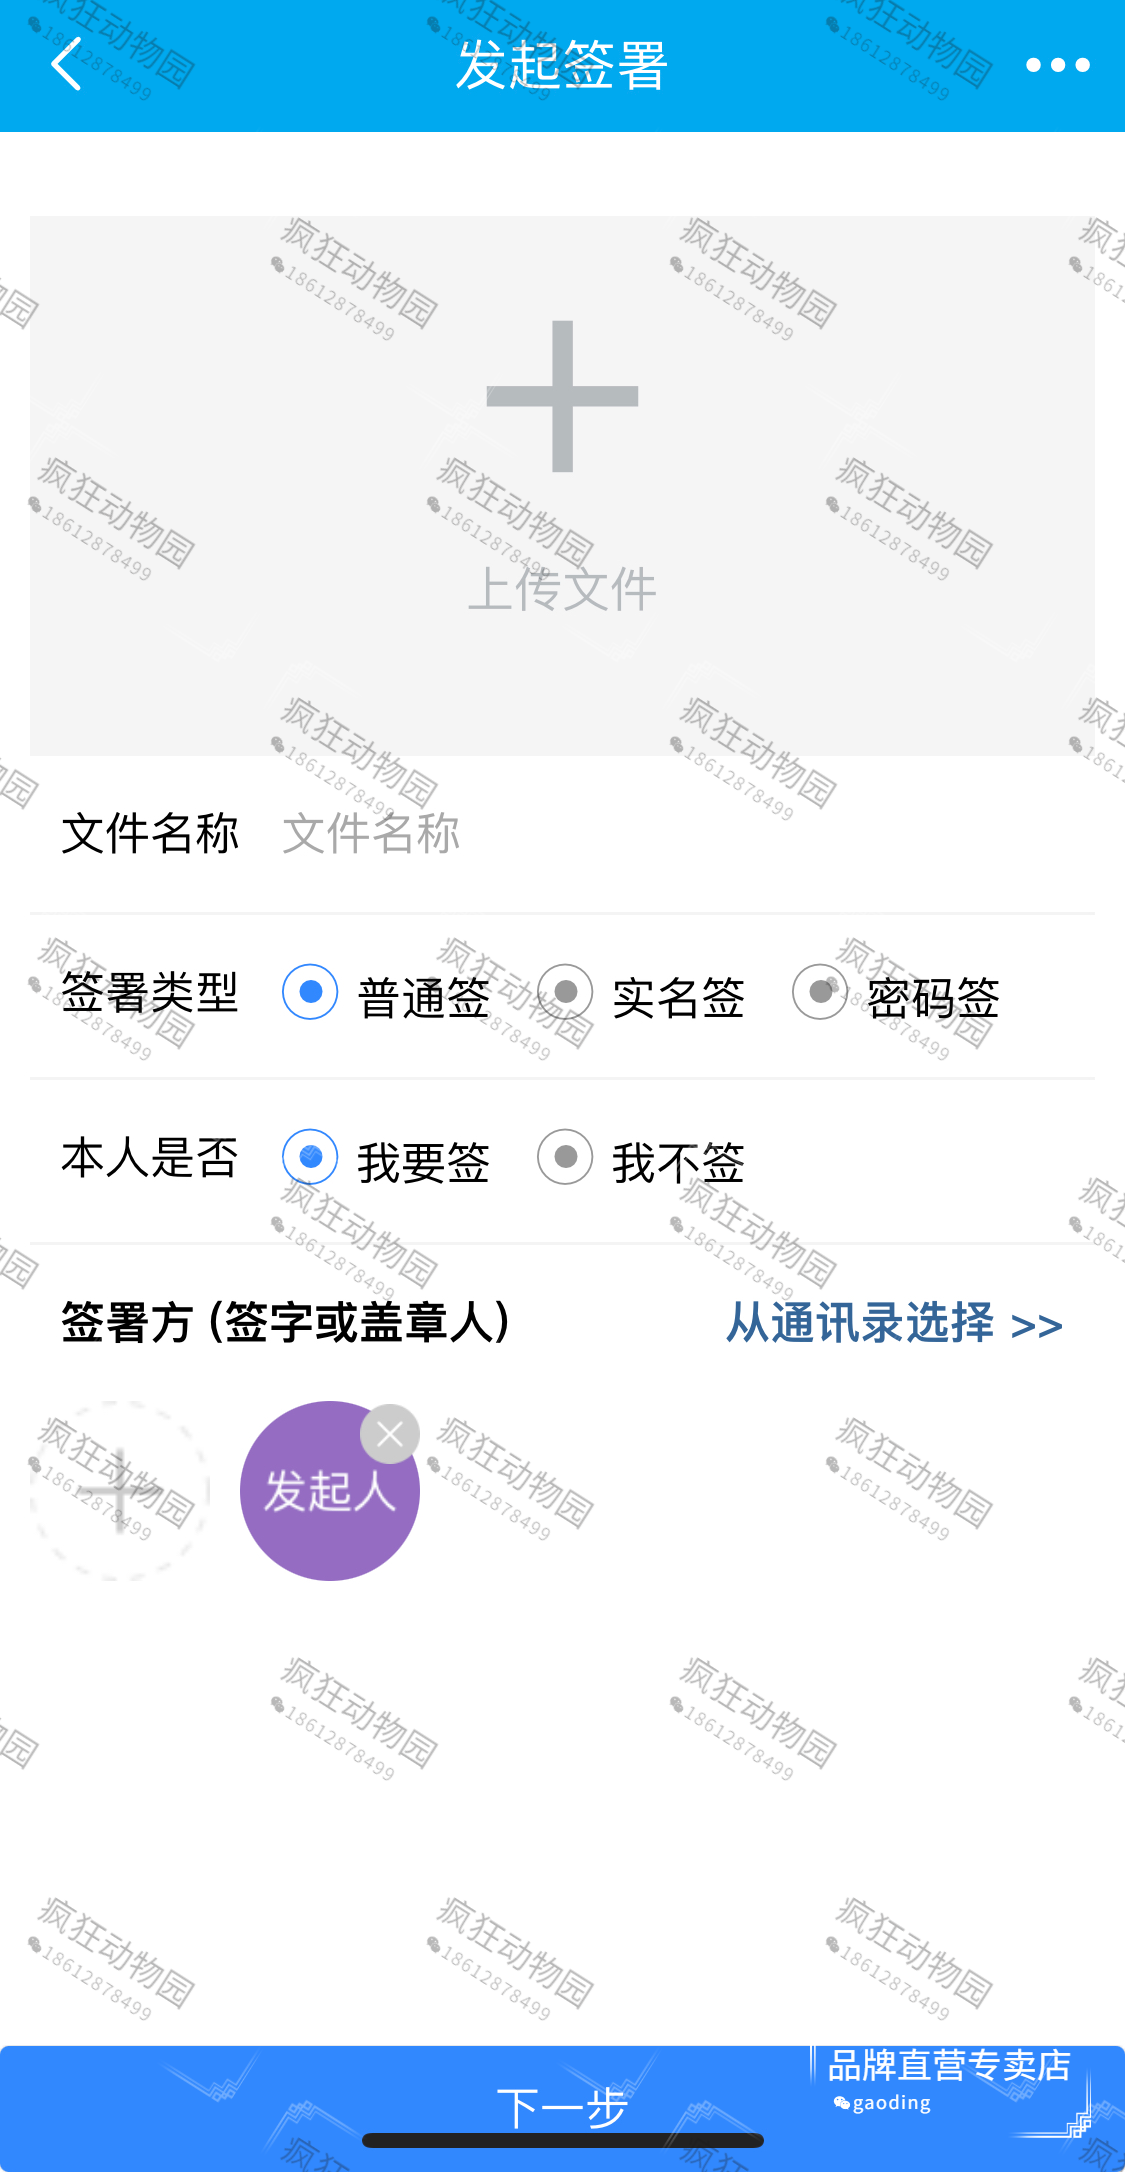 发起签署
上传文件
文件名称 文件名称
签署类型 普通签 实名签 密码签
本人是否 我要签 我不签
签署方 (签字或盖章人) 从通讯录选择 >>
发起人
下一步
品牌直营专卖店
gaoding
疯狂动物园
18612878499